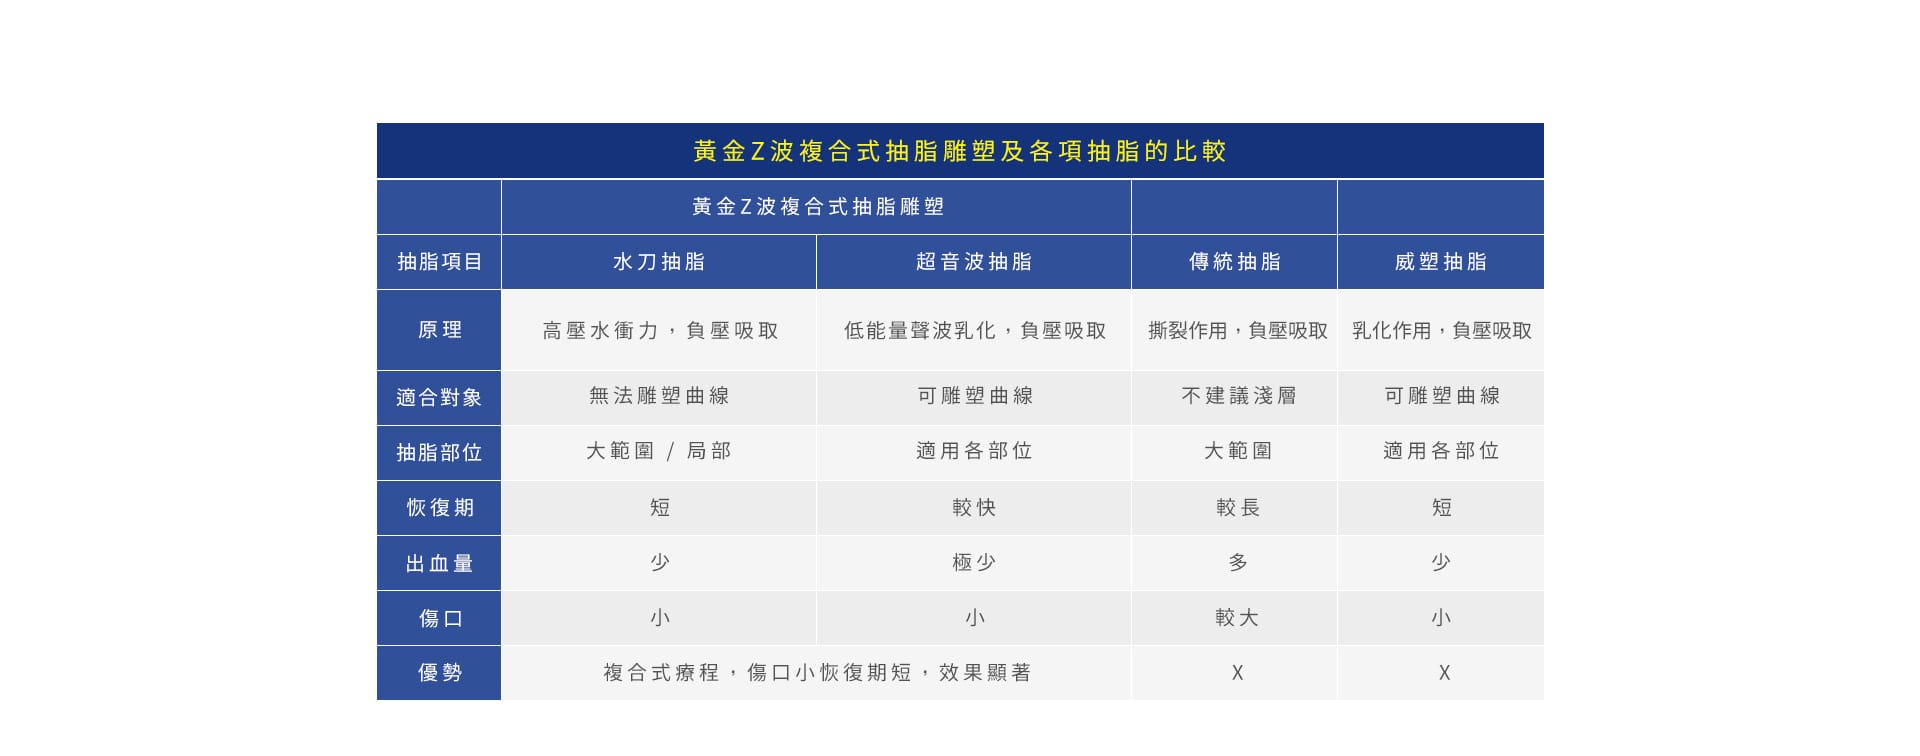 黃金Z波複合式抽脂雕塑及各項抽脂的比較
黃金Z波複合式抽脂雕塑
抽脂項目 水刀抽脂 超音波抽脂 傳統抽脂 威塑抽脂
原理 高壓水衝力，負壓吸取 低能量聲波乳化，負壓吸取 撕裂作用，負壓吸取 乳化作用，負壓吸取
適合對象 無法雕塑曲線 可雕塑曲線 不建議淺層 可雕塑曲線
抽脂部位 大範圍 / 局部 適用各部位 大範圍 適用各部位
恢復期 短 較快 較長 短
出血量 少 極少 多 少
傷口 小 小 較大 小
優勢 複合式療程，傷口小恢復期短，效果顯著 X X